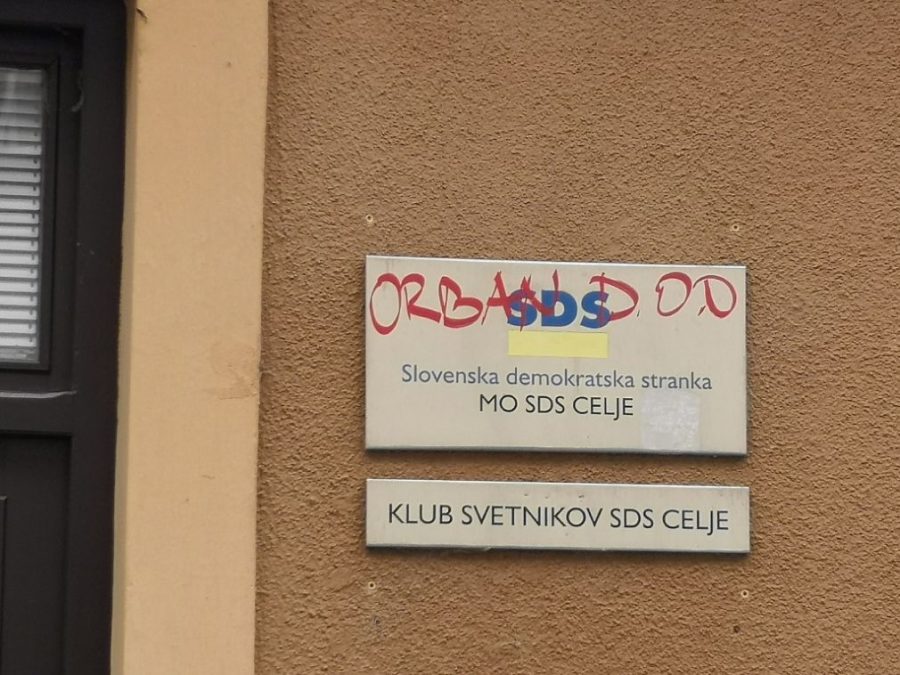 ORBAN D.O.O
SDS
Slovenska demokratska stranka
MO SDS CELJE
KLUB SVETNIKOV SDS CELJE